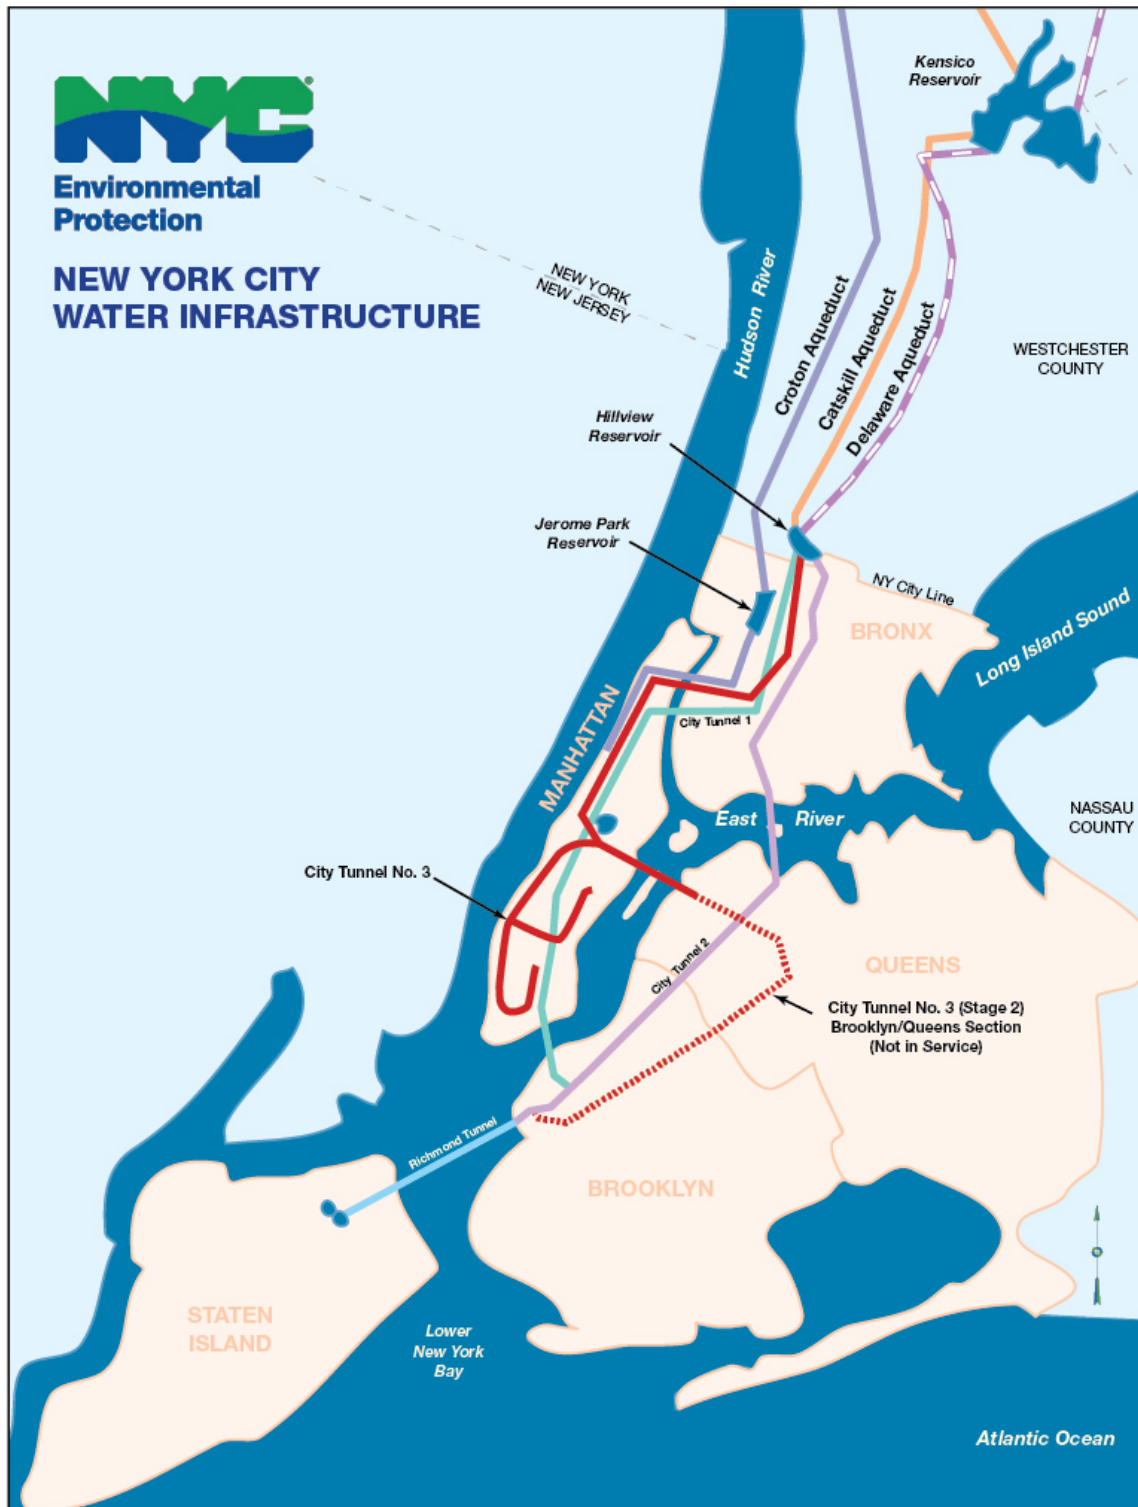 NYC®
Environmental
Protection
NEW YORK CITY
WATER INFRASTRUCTURE
Kensico
Reservoir
NEW YORK
NEW JERSEY
Hudson River
Croton Aqueduct
Catskill Aqueduct
Delaware Aqueduct
WESTCHESTER
COUNTY
Hillview
Reservoir
Jerome Park
Reservoir
NY City Line
BRONX
Long Island Sound
MANHATTAN
City Tunnel 1
East River
NASSAU
COUNTY
City Tunnel No. 3
City Tunnel 2
QUEENS
City Tunnel No. 3 (Stage 2)
Brooklyn/Queens Section
(Not in Service)
Richmond Tunnel
BROOKLYN
STATEN
ISLAND
Lower
New York
Bay
Atlantic Ocean